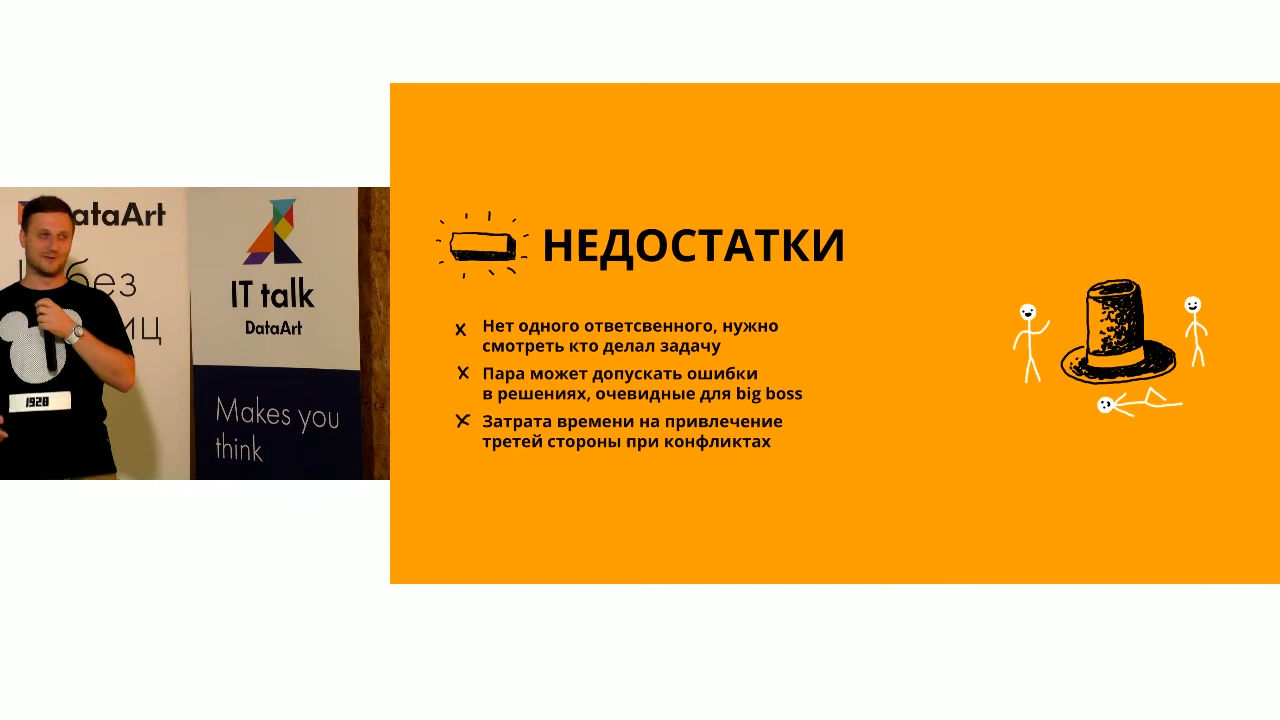 ataArt
без
иц
1928
IT talk
DataArt
Makes you
think
НЕДОСТАТКИ
Нет одного ответсвенного, нужно
смотреть кто делал задачу
Пара может допускать ошибки
в решениях, очевидные для big boss
Затрата времени на привлечение
третей стороны при конфликтах